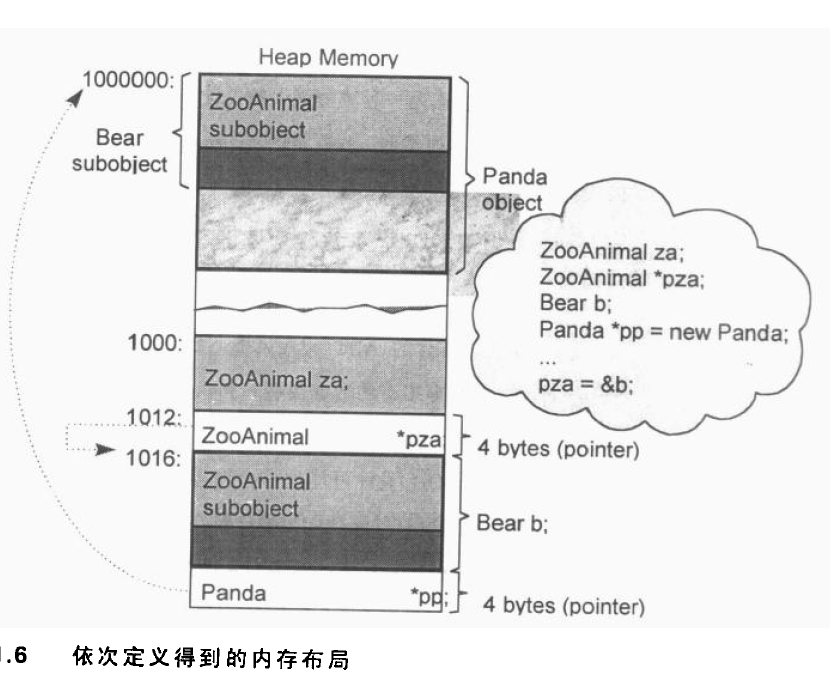 Heap Memory
1000000:
ZooAnimal
subobject
Bear
subobject
Panda
object
ZooAnimal za;
ZooAnimal *pza;
Bear b;
Panda *pp = new Panda;
...
pza = &b;
1000:
ZooAnimal za;
1012:
ZooAnimal *pza
4 bytes (pointer)
1016:
ZooAnimal
subobject
Bear b;
Panda *pp;
4 bytes (pointer)
.6 依次定义得到的内存布局